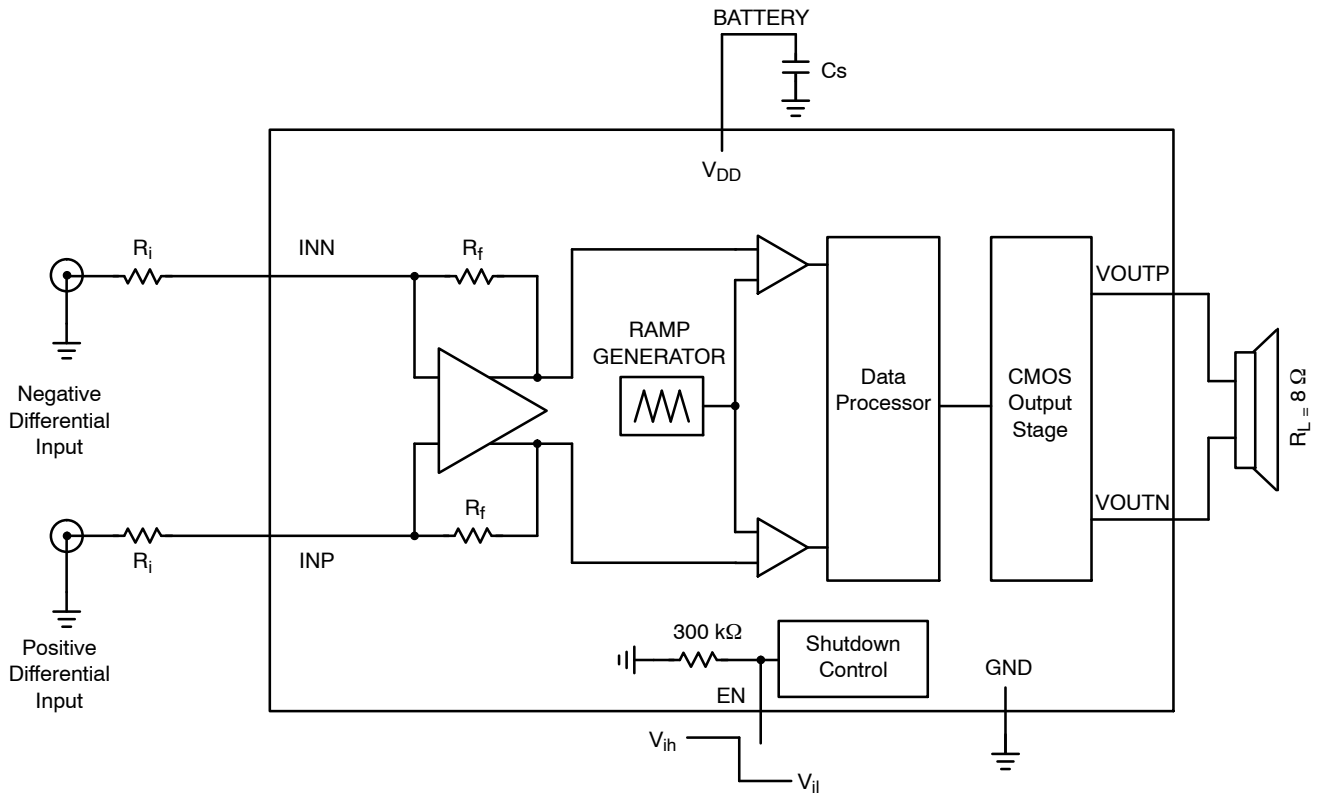 BATTERY
Cs
VDD
Ri
INN
Rf
VOUTP
RAMP
GENERATOR
Negative
Differential
Input
Data
Processor
CMOS
Output
Stage
RL = 8 Ω
Rf
VOUTN
Ri
INP
Positive
Differential
Input
300 kΩ
Shutdown
Control
EN
GND
Vih
Vil